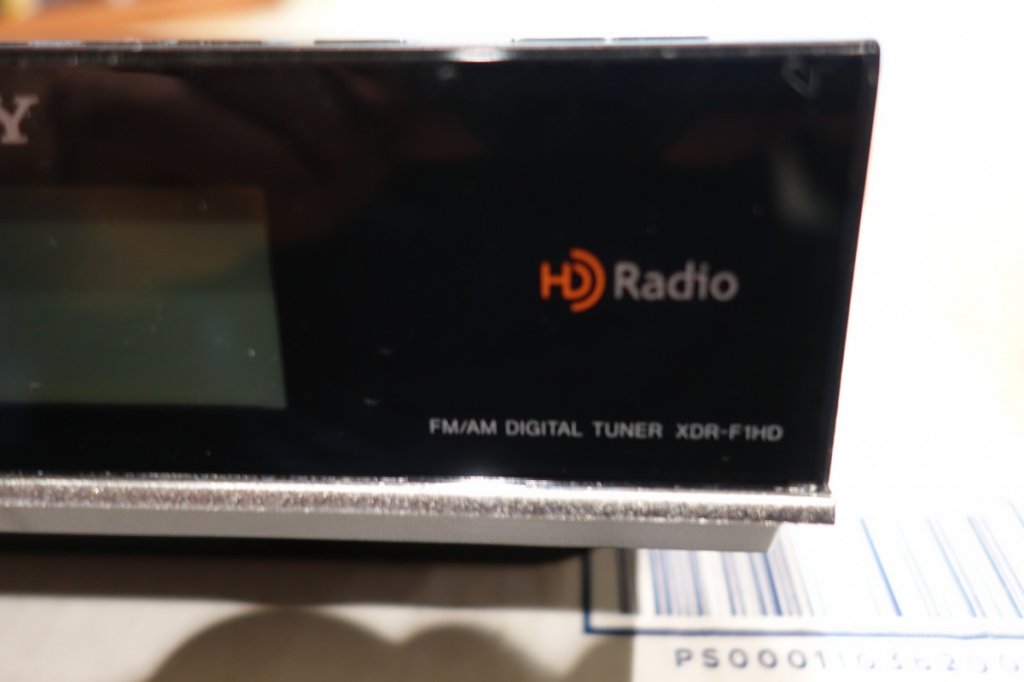 Y
HD Radio
FM/AM DIGITAL TUNER XDR-F1HD